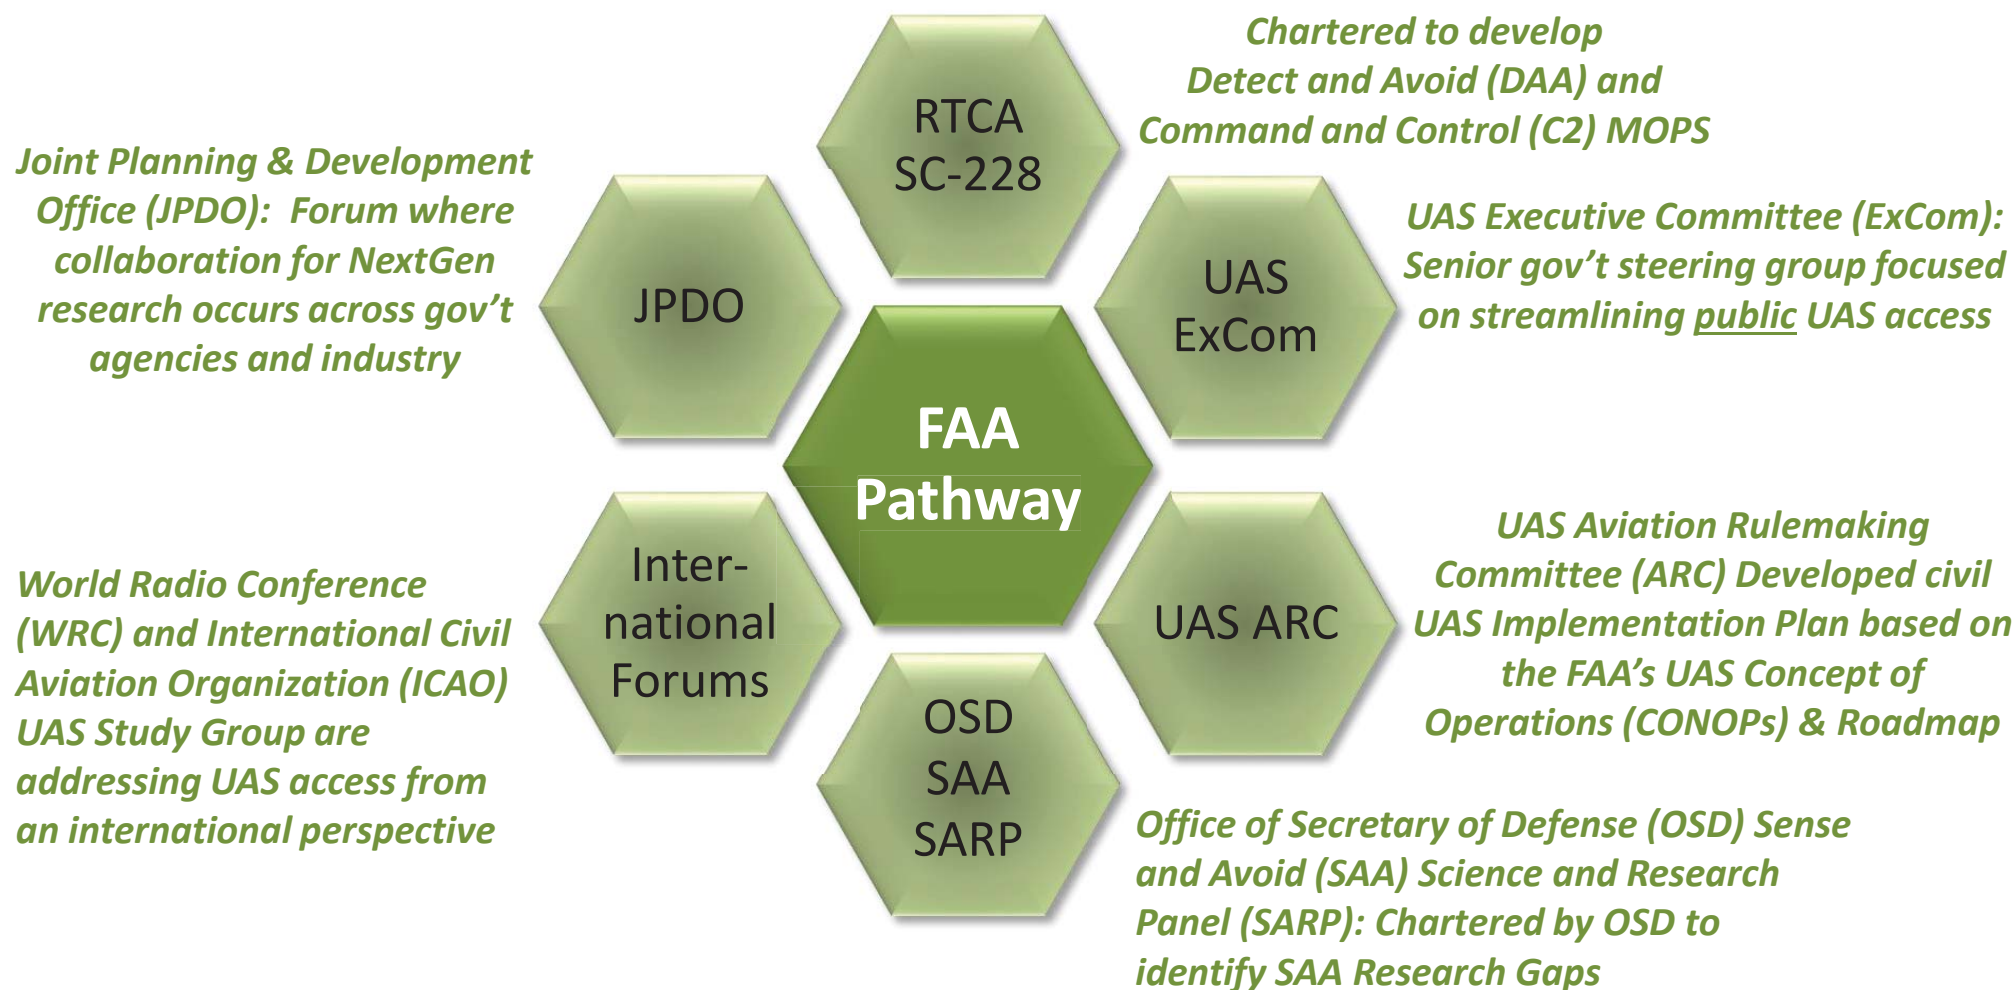 RTCA
SC-228
Chartered to develop
Detect and Avoid (DAA) and
Command and Control (C2) MOPS
Joint Planning & Development
Office (JPDO):  Forum where
collaboration for NextGen
research occurs across gov’t
agencies and industry
JPDO
UAS
ExCom
UAS Executive Committee (ExCom):
Senior gov’t steering group focused
on streamlining public UAS access
FAA
Pathway
World Radio Conference
(WRC) and International Civil
Aviation Organization (ICAO)
UAS Study Group are
addressing UAS access from
an international perspective
Inter-
national
Forums
UAS ARC
UAS Aviation Rulemaking
Committee (ARC) Developed civil
UAS Implementation Plan based on
the FAA’s UAS Concept of
Operations (CONOPs) & Roadmap
OSD
SAA
SARP
Office of Secretary of Defense (OSD) Sense
and Avoid (SAA) Science and Research
Panel (SARP): Chartered by OSD to
identify SAA Research Gaps